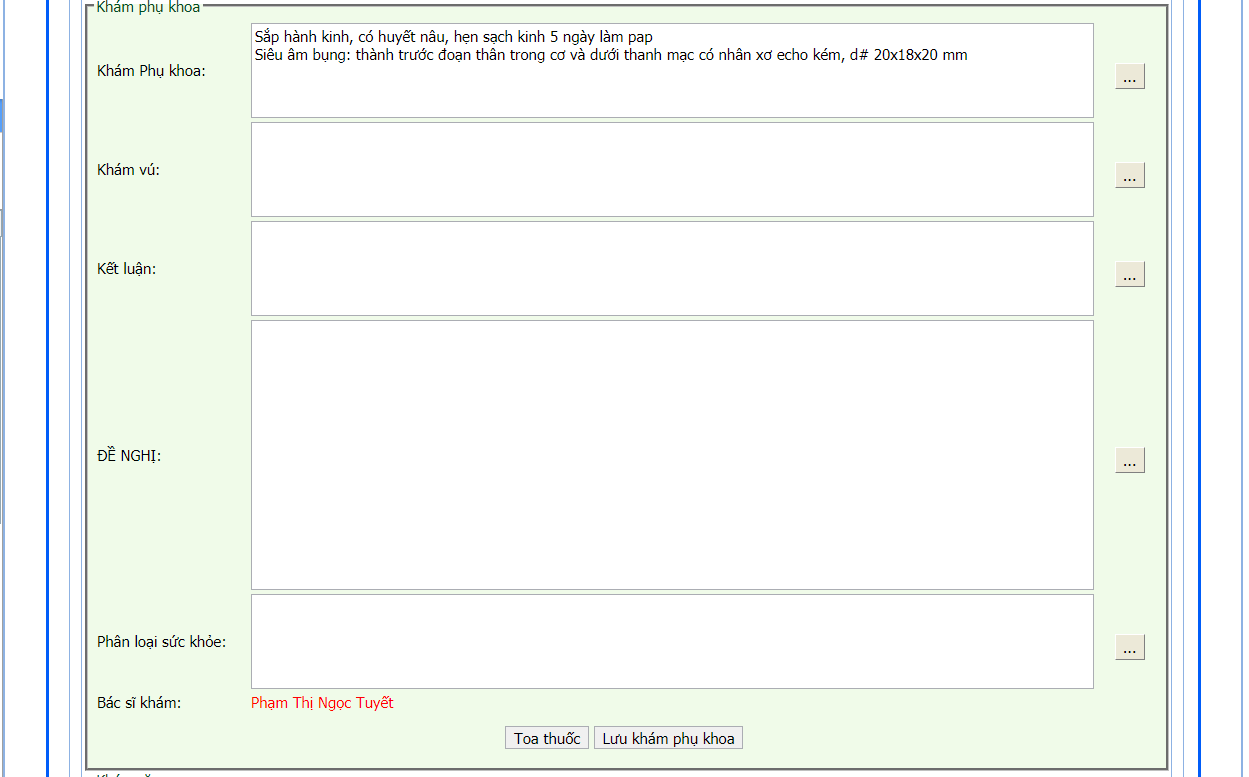 Khám phụ khoa
Khám Phụ khoa:
Sắp hành kinh, có huyết nâu, hẹn sạch kinh 5 ngày làm pap
Siêu âm bụng: thành trước đoạn thân trong cơ và dưới thanh mạc có nhân xơ echo kém, d# 20x18x20 mm
...
Khám vú:
...
Kết luận:
...
ĐỀ NGHỊ:
...
Phân loại sức khỏe:
...
Bác sĩ khám:
Phạm Thị Ngọc Tuyết
Toa thuốc
Lưu khám phụ khoa